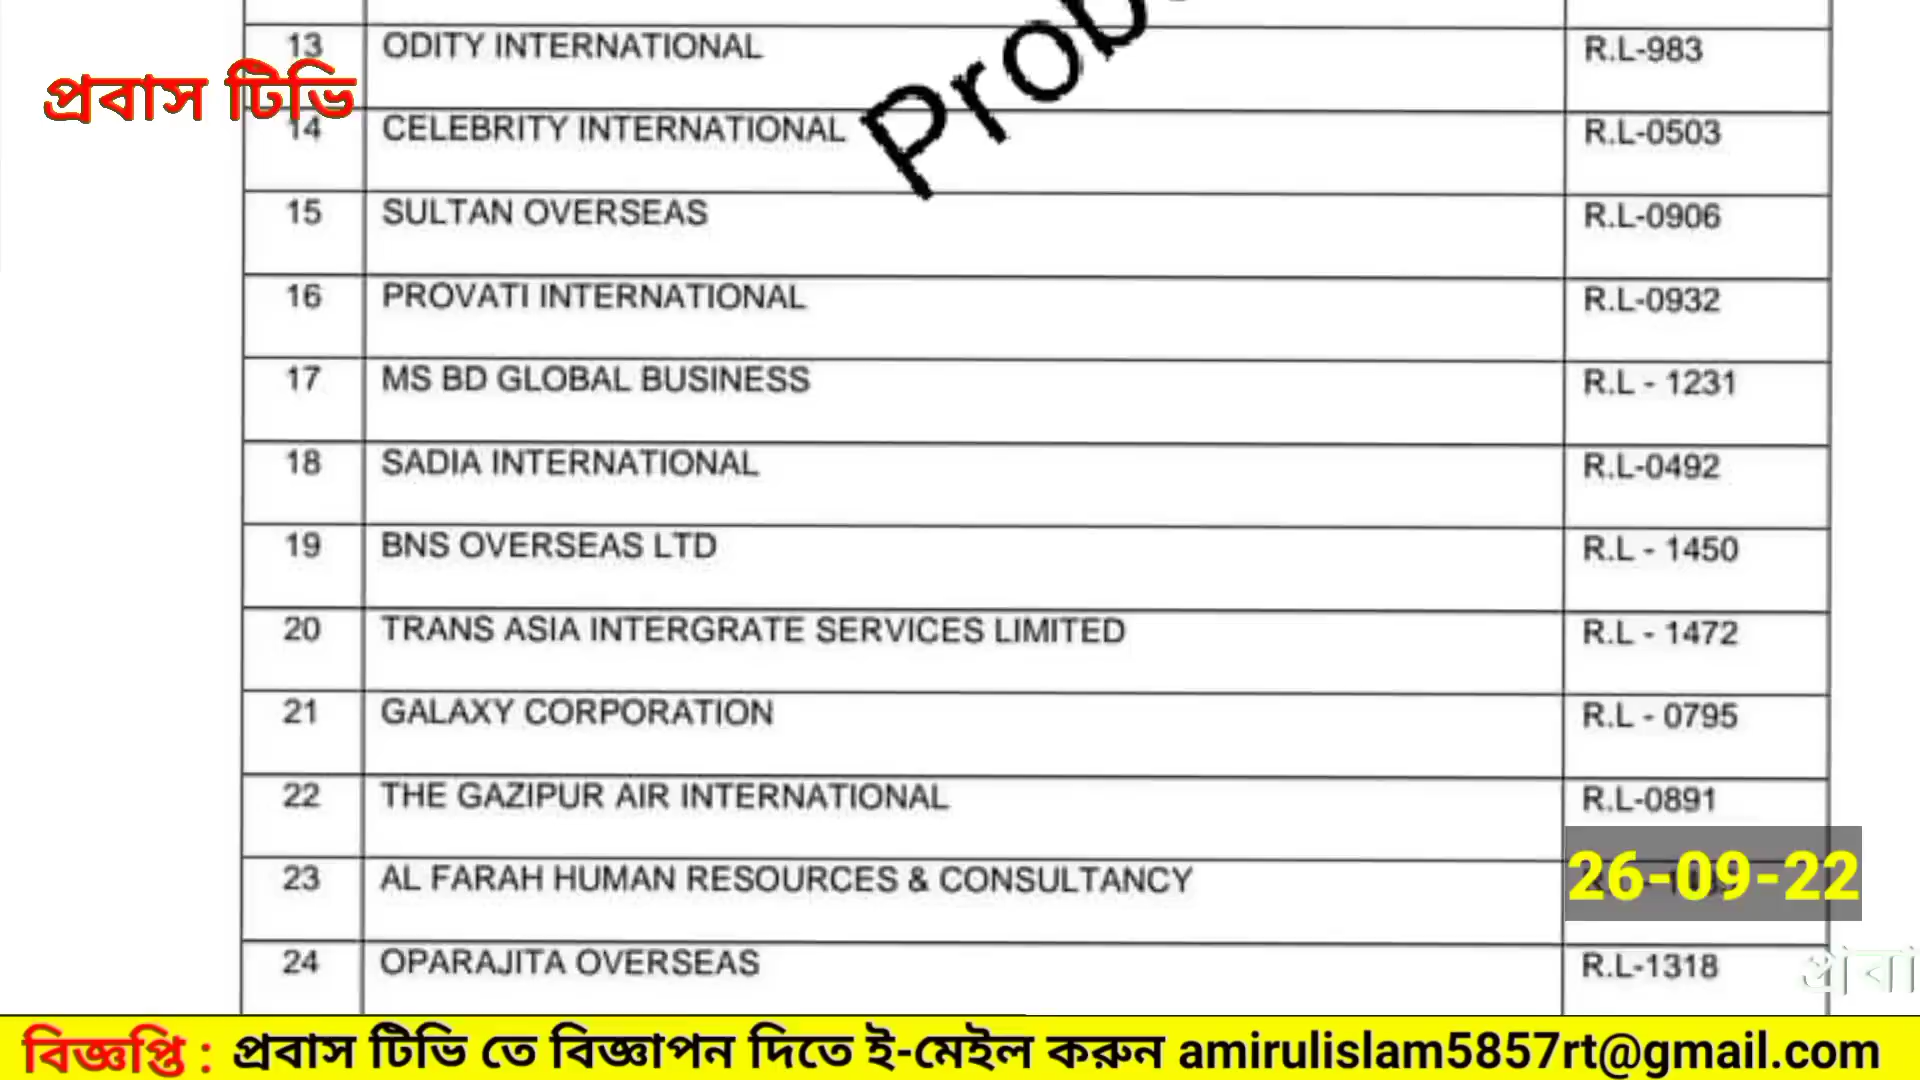 13 ODITY INTERNATIONAL R.L-983
প্রবাস টিভি
14 CELEBRITY INTERNATIONAL R.L-0503
15 SULTAN OVERSEAS R.L-0906
16 PROVATI INTERNATIONAL R.L-0932
17 MS BD GLOBAL BUSINESS R.L - 1231
18 SADIA INTERNATIONAL R.L-0492
19 BNS OVERSEAS LTD R.L - 1450
20 TRANS ASIA INTERGRATE SERVICES LIMITED R.L - 1472
21 GALAXY CORPORATION R.L - 0795
22 THE GAZIPUR AIR INTERNATIONAL R.L-0891
23 AL FARAH HUMAN RESOURCES & CONSULTANCY
26-09-22
24 OPARAJITA OVERSEAS R.L-1318
বিজ্ঞপ্তি : প্রবাস টিভি তে বিজ্ঞাপন দিতে ই-মেইল করুন amirulislam5857rt@gmail.com